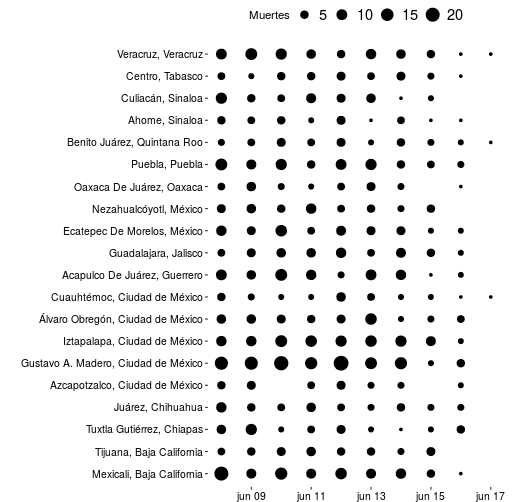 Muertes 5 10 15 20
Veracruz, Veracruz
Centro, Tabasco
Culiacán, Sinaloa
Ahome, Sinaloa
Benito Juárez, Quintana Roo
Puebla, Puebla
Oaxaca De Juárez, Oaxaca
Nezahualcóyotl, México
Ecatepec De Morelos, México
Guadalajara, Jalisco
Acapulco De Juárez, Guerrero
Cuauhtémoc, Ciudad de México
Álvaro Obregón, Ciudad de México
Iztapalapa, Ciudad de México
Gustavo A. Madero, Ciudad de México
Azcapotzalco, Ciudad de México
Juárez, Chihuahua
Tuxtla Gutiérrez, Chiapas
Tijuana, Baja California
Mexicali, Baja California
jun 09 jun 11 jun 13 jun 15 jun 17